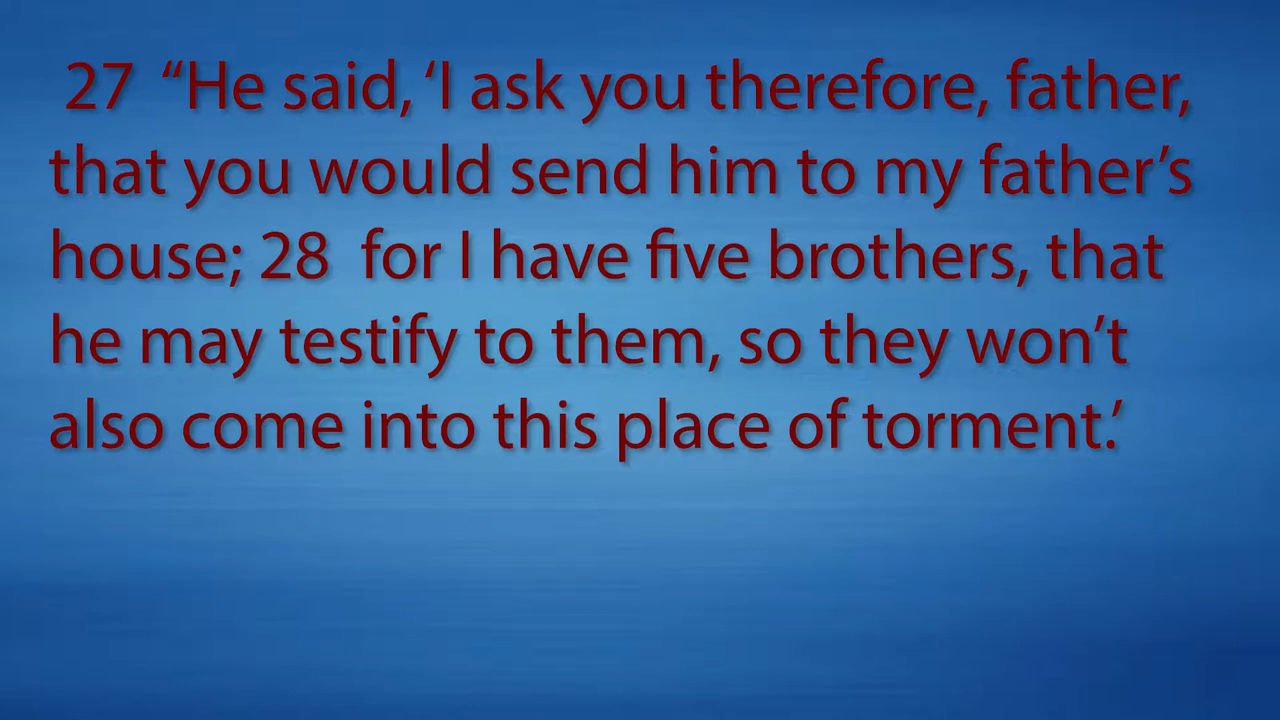 27 “He said, ‘I ask you therefore, father,
that you would send him to my father’s
house; 28 for I have five brothers, that
he may testify to them, so they won’t
also come into this place of torment.’